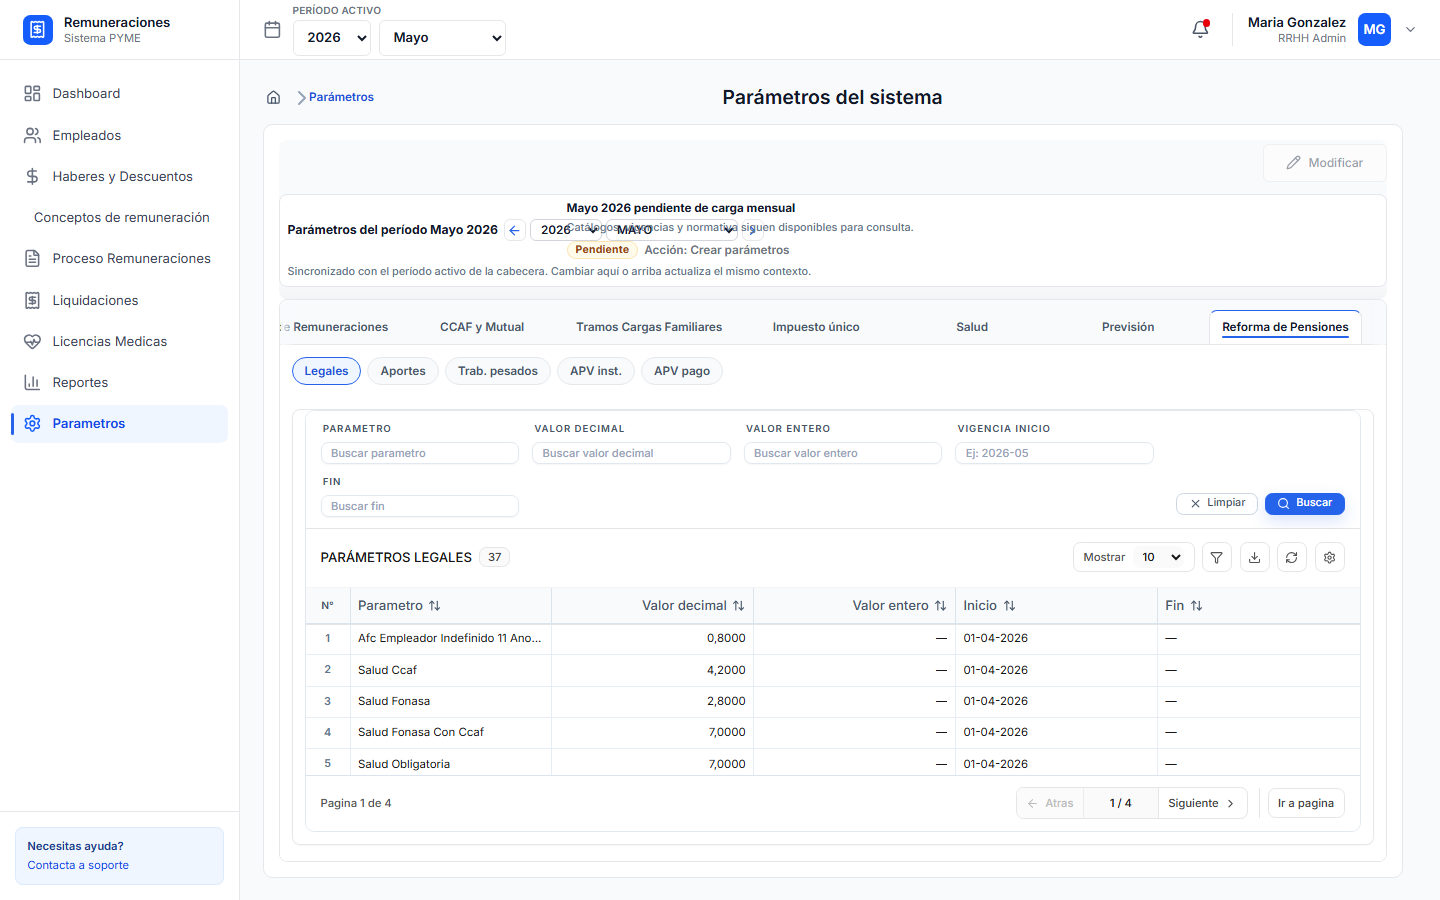 Remuneraciones
Sistema PYME
PERÍODO ACTIVO
2026
Mayo
Maria Gonzalez
RRHH Admin
MG
Dashboard
Empleados
Haberes y Descuentos
Conceptos de remuneración
Proceso Remuneraciones
Liquidaciones
Licencias Medicas
Reportes
Parametros
Necesitas ayuda?
Contacta a soporte
Parámetros
Parámetros del sistema
Modificar
Mayo 2026 pendiente de carga mensual
Parámetros del período Mayo 2026
2026
MAYO
Catálogos, vigencias y normativa siguen disponibles para consulta.
Pendiente
Acción: Crear parámetros
Sincronizado con el período activo de la cabecera. Cambiar aquí o arriba actualiza el mismo contexto.
e Remuneraciones
CCAF y Mutual
Tramos Cargas Familiares
Impuesto único
Salud
Previsión
Reforma de Pensiones
Legales
Aportes
Trab. pesados
APV inst.
APV pago
PARAMETRO
VALOR DECIMAL
VALOR ENTERO
VIGENCIA INICIO
Buscar parametro
Buscar valor decimal
Buscar valor entero
Ej: 2026-05
FIN
Buscar fin
Limpiar
Buscar
PARÁMETROS LEGALES 37
Mostrar 10
N° Parametro Valor decimal Valor entero Inicio Fin
1 Afc Empleador Indefinido 11 Ano... 0,8000 — 01-04-2026 —
2 Salud Ccaf 4,2000 — 01-04-2026 —
3 Salud Fonasa 2,8000 — 01-04-2026 —
4 Salud Fonasa Con Ccaf 7,0000 — 01-04-2026 —
5 Salud Obligatoria 7,0000 — 01-04-2026 —
Pagina 1 de 4
Atras
1 / 4
Siguiente
Ir a pagina